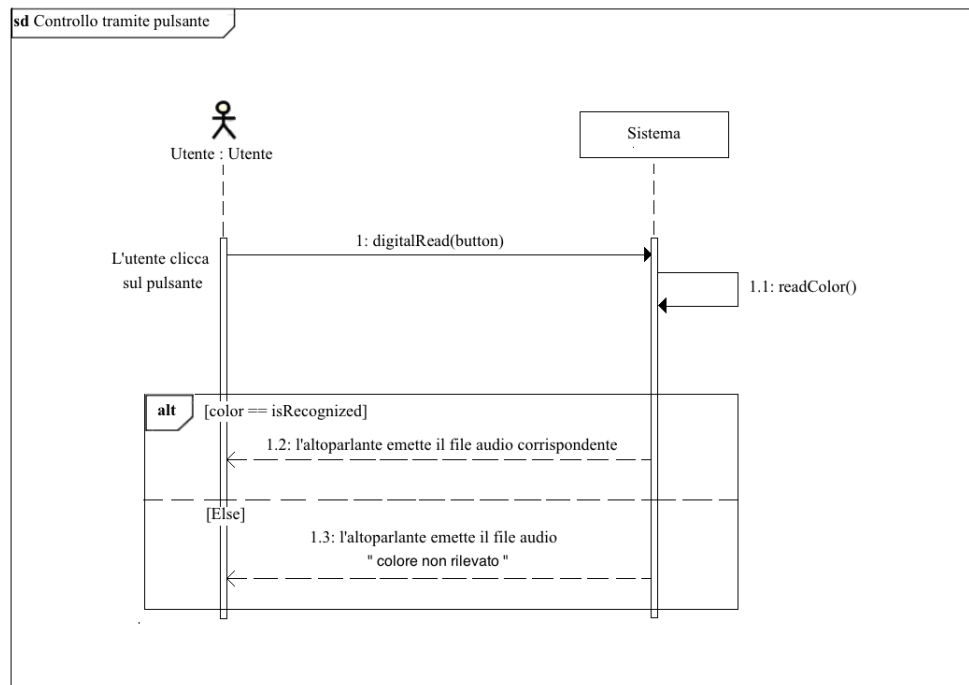 sd Controllo tramite pulsante
Utente : Utente
Sistema
1: digitalRead(button)
L'utente clicca
sul pulsante
1.1: readColor()
alt
[color == isRecognized]
1.2: l'altoparlante emette il file audio corrispondente
[Else]
1.3: l'altoparlante emette il file audio
" colore non rilevato "